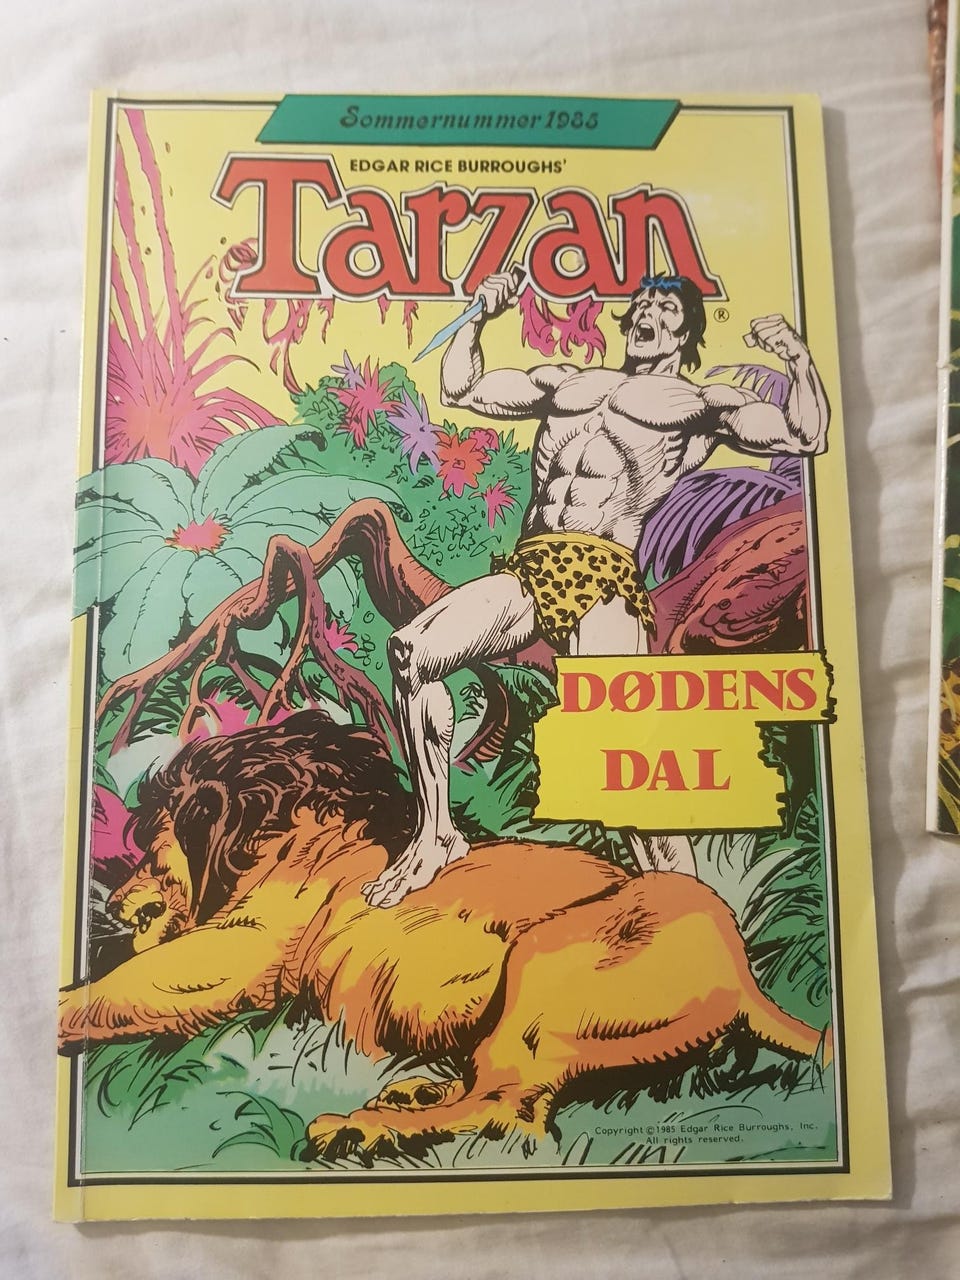 Sommernummer 1985
EDGAR RICE BURROUGHS'
Tarzan
®
DØDENS
DAL
Copyright ©1985 Edgar Rice Burroughs, Inc.
All rights reserved.